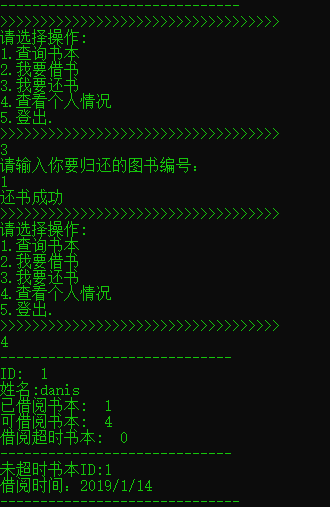 ------------------------------
>>>>>>>>>>>>>>>>>>>>>>>>>>>>>>>>>>>
请选择操作:
1.查询书本
2.我要借书
3.我要还书
4.查看个人情况
5.登出.
>>>>>>>>>>>>>>>>>>>>>>>>>>>>>>>>>>>
3
请输入你要归还的图书编号:
1
还书成功
>>>>>>>>>>>>>>>>>>>>>>>>>>>>>>>>>>>
请选择操作:
1.查询书本
2.我要借书
3.我要还书
4.查看个人情况
5.登出.
>>>>>>>>>>>>>>>>>>>>>>>>>>>>>>>>>>>
4
-----------------------------
ID:  1
姓名:danis
已借阅书本:  1
可借阅书本:  4
借阅超时书本:  0
-----------------------------
未超时书本ID:1
借阅时间: 2019/1/14
------------------------------